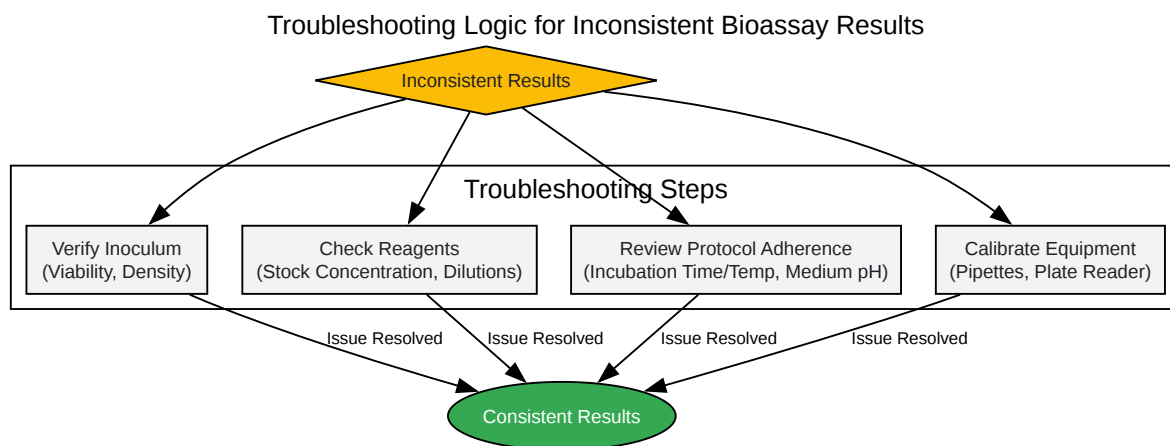 Troubleshooting Logic for Inconsistent Bioassay Results
Inconsistent Results
Troubleshooting Steps
Verify Inoculum
(Viability, Density)
Check Reagents
(Stock Concentration, Dilutions)
Review Protocol Adherence
(Incubation Time/Temp, Medium pH)
Calibrate Equipment
(Pipettes, Plate Reader)
Issue Resolved
Issue Resolved
Issue Resolved
Issue Resolved
Consistent Results